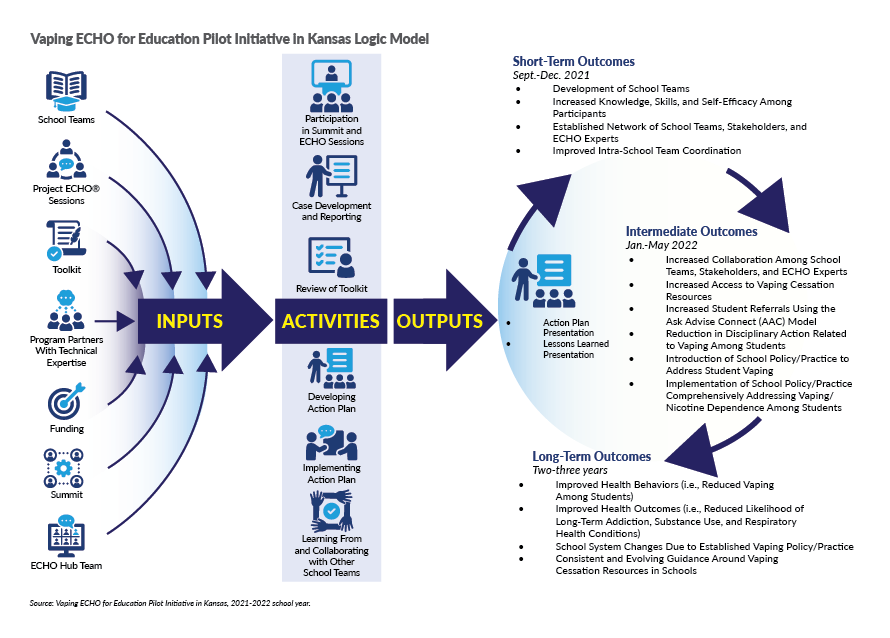 Vaping ECHO for Education Pilot Initiative in Kansas Logic Model
School Teams
Project ECHO®
Sessions
Toolkit
Program Partners
With Technical
Expertise
Funding
Summit
ECHO Hub Team
INPUTS
Participation
in Summit and
ECHO Sessions
Case Development
and Reporting
Review of Toolkit
ACTIVITIES
Developing
Action Plan
Implementing
Action Plan
Learning From
and Collaborating
with Other
School Teams
OUTPUTS
• Action Plan
Presentation
• Lessons Learned
Presentation
Short-Term Outcomes
Sept.-Dec. 2021
• Development of School Teams
• Increased Knowledge, Skills, and Self-Efficacy Among
Participants
• Established Network of School Teams, Stakeholders, and
ECHO Experts
• Improved Intra-School Team Coordination
Intermediate Outcomes
Jan.-May 2022
• Increased Collaboration Among School
Teams, Stakeholders, and ECHO Experts
• Increased Access to Vaping Cessation
Resources
• Increased Student Referrals Using the
Ask Advise Connect (AAC) Model
• Reduction in Disciplinary Action Related
to Vaping Among Students
• Introduction of School Policy/Practice to
Address Student Vaping
• Implementation of School Policy/Practice
Comprehensively Addressing Vaping/
Nicotine Dependence Among Students
Long-Term Outcomes
Two-three years
• Improved Health Behaviors (i.e., Reduced Vaping
Among Students)
• Improved Health Outcomes (i.e., Reduced Likelihood of
Long-Term Addiction, Substance Use, and Respiratory
Health Conditions)
• School System Changes Due to Established Vaping Policy/Practice
• Consistent and Evolving Guidance Around Vaping
Cessation Resources in Schools
Source: Vaping ECHO for Education Pilot Initiative in Kansas, 2021-2022 school year.